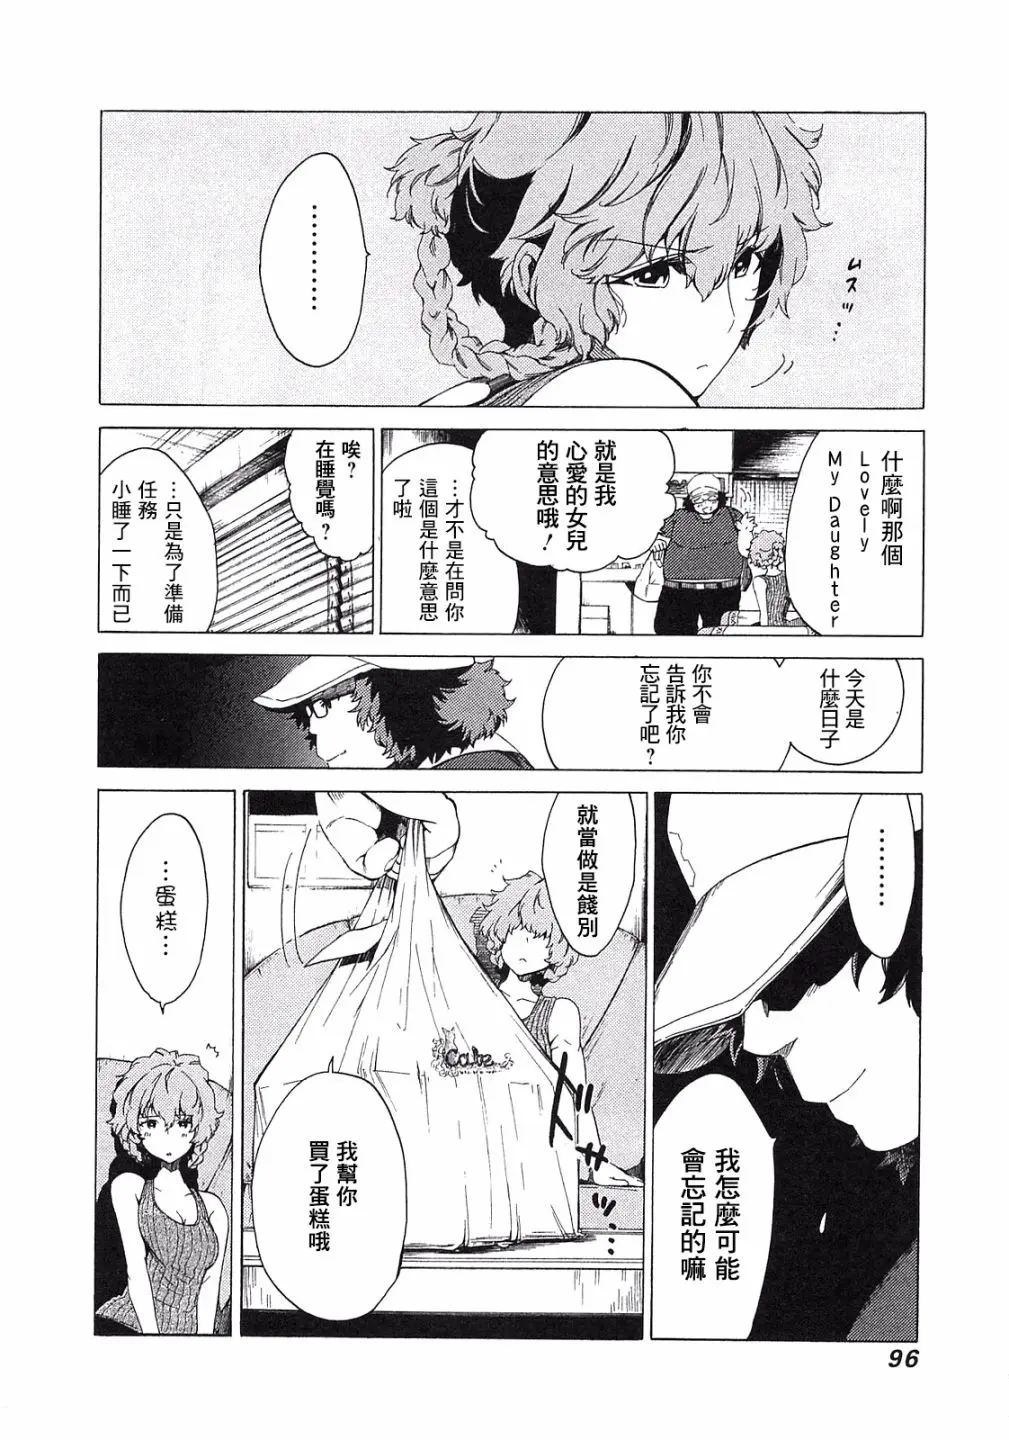 …………
ムスッ…
什麼啊那個
Lovely
My Daughter
就是我
心愛的女兒
的意思哦！
…才不是在問你
這個是什麼意思
了啦
唉？
在睡覺嗎？
…只是為了準備
任務
小睡了一下而已
今天是
什麼日子
你不會
告訴我你
忘記了吧？
………
我怎麼可能
會忘記的嘛
就當做是餞別
Cake
我幫你
買了蛋糕哦
…蛋糕…
96